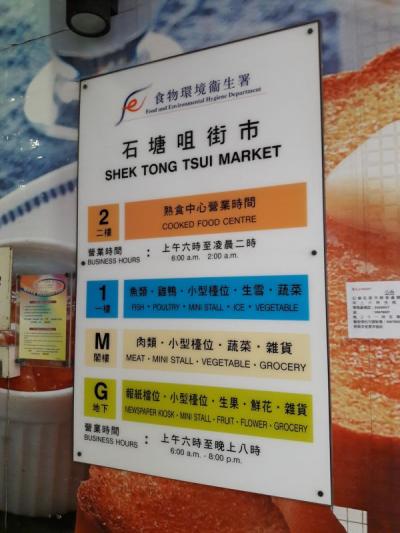 食物環境衞生署
Food and Environmental Hygiene Department
石塘咀街市
SHEK TONG TSUI MARKET
2
二樓
熟食中心營業時間
COOKED FOOD CENTRE
營業時間 : 上午六時至凌晨二時
BUSINESS HOURS 6:00 a.m. 2:00 a.m.
1
一樓
魚類・雞鴨・小型檯位・生雪・蔬菜
FISH・POULTRY・MINI STALL・ICE・VEGETABLE
M
閣樓
肉類・小型檯位・蔬菜・雜貨
MEAT・MINI STALL・VEGETABLE・GROCERY
G
地下
報紙檔位・小型檯位・生果・鮮花・雜貨
NEWSPAPER KIOSK・MINI STALL・FRUIT・FLOWER・GROCERY
營業時間 : 上午六時至晚上八時
BUSINESS HOURS 6:00 a.m. - 8:00 p.m.